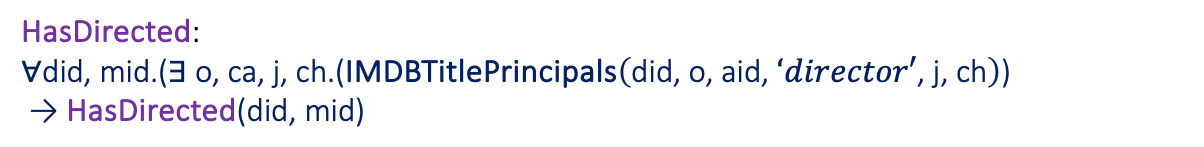 HasDirected:
∀did, mid.(∃ o, ca, j, ch.(IMDBTitlePrincipals(did, o, aid, ‘director′, j, ch))
→ HasDirected(did, mid)